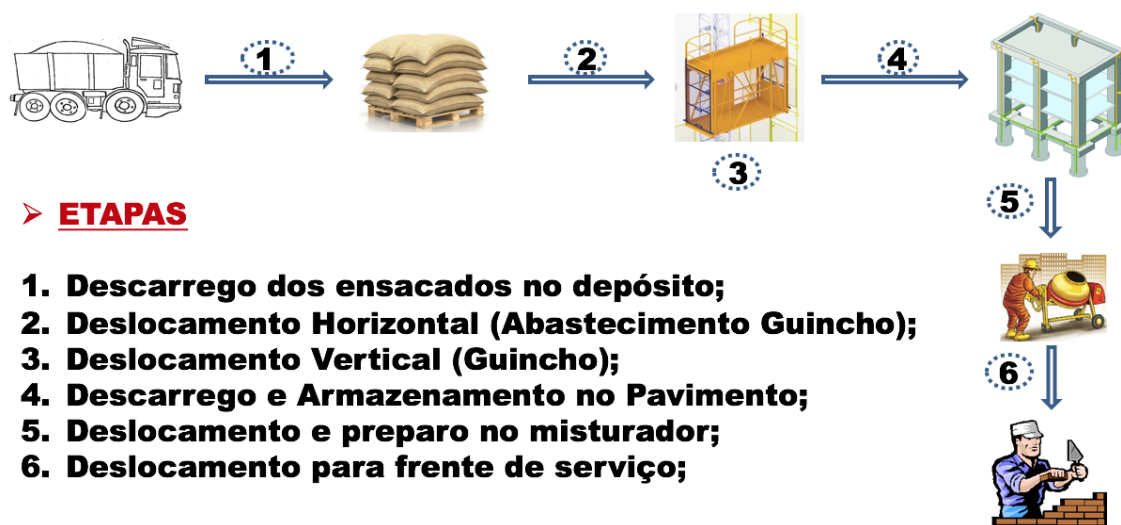 1
2
4
3
5
➢ ETAPAS
1. Descarrego dos ensacados no depósito;
2. Deslocamento Horizontal (Abastecimento Guincho);
3. Deslocamento Vertical (Guincho);
4. Descarrego e Armazenamento no Pavimento;
5. Deslocamento e preparo no misturador;
6. Deslocamento para frente de serviço;
6